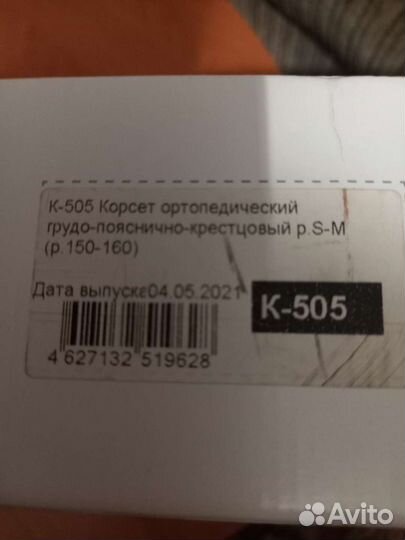 К-505 Корсет ортопедический
грудо-пояснично-крестцовый р.S-M
(р.150-160)
Дата выпуска04.05.2021
К-505
4 627132 519628
Avito